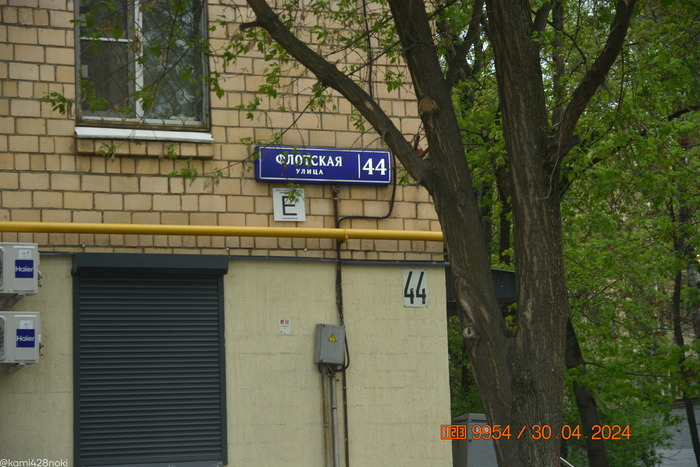 ФЛОТСКАЯ
УЛИЦА
44
Е
44
Haier
Haier
9954 / 30.04.2024
@kami428noki